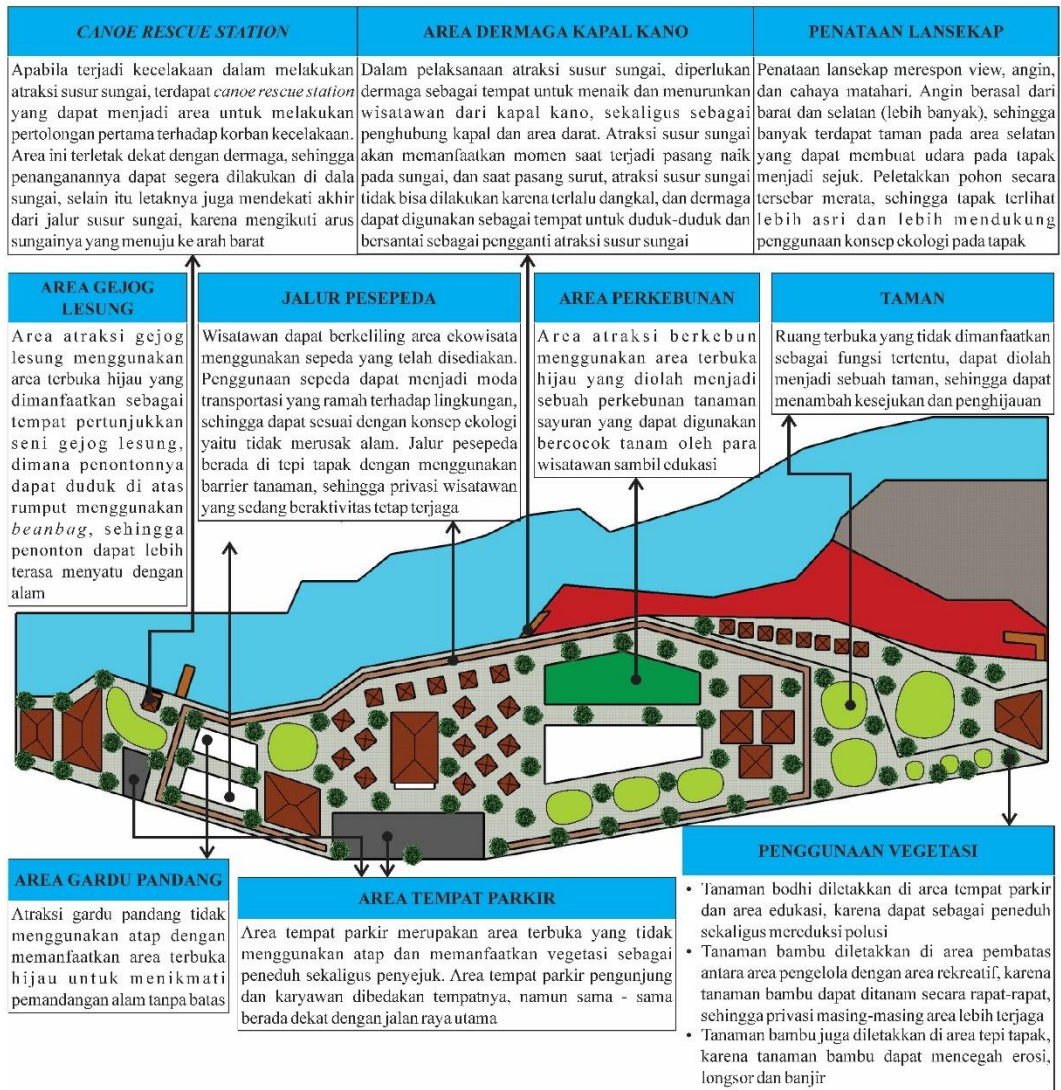 CANOE RESCUE STATION
Apabila terjadi kecelakaan dalam melakukan
atraksi susur sungai, terdapat canoe rescue station
yang dapat menjadi area untuk melakukan
pertolongan pertama terhadap korban kecelakaan.
Area ini terletak dekat dengan dermaga, sehingga
penanganannya dapat segera dilakukan di dala
sungai, selain itu letaknya juga mendekati akhir
dari jalur susur sungai, karena mengikuti arus
sungainya yang menuju ke arah barat
AREA DERMAGA KAPAL KANO
Dalam pelaksanaan atraksi susur sungai, diperlukan
dermaga sebagai tempat untuk menaik dan menurunkan
wisatawan dari kapal kano, sekaligus sebagai
penghubung kapal dan area darat. Atraksi susur sungai
akan memanfaatkan momen saat terjadi pasang naik
pada sungai, dan saat pasang surut, atraksi susur sungai
tidak bisa dilakukan karena terlalu dangkal, dan dermaga
dapat digunakan sebagai tempat untuk duduk-duduk dan
bersantai sebagai pengganti atraksi susur sungai
PENATAAN LANSEKAP
Penataan lansekap merespon view, angin,
dan cahaya matahari. Angin berasal dari
barat dan selatan (lebih banyak), sehingga
banyak terdapat taman pada area selatan
yang dapat membuat udara pada tapak
menjadi sejuk. Peletakkan pohon secara
tersebar merata, sehingga tapak terlihat
lebih asri dan lebih mendukung
penggunaan konsep ekologi pada tapak
AREA GEJOG
LESUNG
Area atraksi gejog
lesung menggunakan
area terbuka hijau yang
dimanfaatkan sebagai
tempat pertunjukkan
seni gejog lesung,
dimana penontonnya
dapat duduk di atas
rumput menggunakan
beanbag, sehingga
penonton dapat lebih
terasa menyatu dengan
alam
JALUR PESEPEDA
Wisatawan dapat berkeliling area ekowisata
menggunakan sepeda yang telah disediakan.
Penggunaan sepeda dapat menjadi moda
transportasi yang ramah terhadap lingkungan,
sehingga dapat sesuai dengan konsep ekologi
yaitu tidak merusak alam. Jalur pesepeda
berada di tepi tapak dengan menggunakan
barrier tanaman, sehingga privasi wisatawan
yang sedang beraktivitas tetap terjaga
AREA PERKEBUNAN
Area atraksi berkebun
menggunakan area terbuka
hijau yang diolah menjadi
sebuah perkebunan tanaman
sayuran yang dapat digunakan
bercocok tanam oleh para
wisatawan sambil edukasi
TAMAN
Ruang terbuka yang tidak dimanfaatkan
sebagai fungsi tertentu, dapat diolah
menjadi sebuah taman, sehingga dapat
menambah kesejukan dan penghijauan
AREA GARDU PANDANG
Atraksi gardu pandang tidak
menggunakan atap dengan
memanfaatkan area terbuka
hijau untuk menikmati
pemandangan alam tanpa batas
AREA TEMPAT PARKIR
Area tempat parkir merupakan area terbuka yang tidak
menggunakan atap dan memanfaatkan vegetasi sebagai
peneduh sekaligus penyejuk. Area tempat parkir pengunjung
dan karyawan dibedakan tempatnya, namun sama - sama
berada dekat dengan jalan raya utama
PENGGUNAAN VEGETASI
• Tanaman bodhi diletakkan di area tempat parkir
dan area edukasi, karena dapat sebagai peneduh
sekaligus mereduksi polusi
• Tanaman bambu diletakkan di area pembatas
antara area pengelola dengan area rekreatif, karena
tanaman bambu dapat ditanam secara rapat-rapat,
sehingga privasi masing-masing area lebih terjaga
• Tanaman bambu juga diletakkan di area tepi tapak,
karena tanaman bambu dapat mencegah erosi,
longsor dan banjir